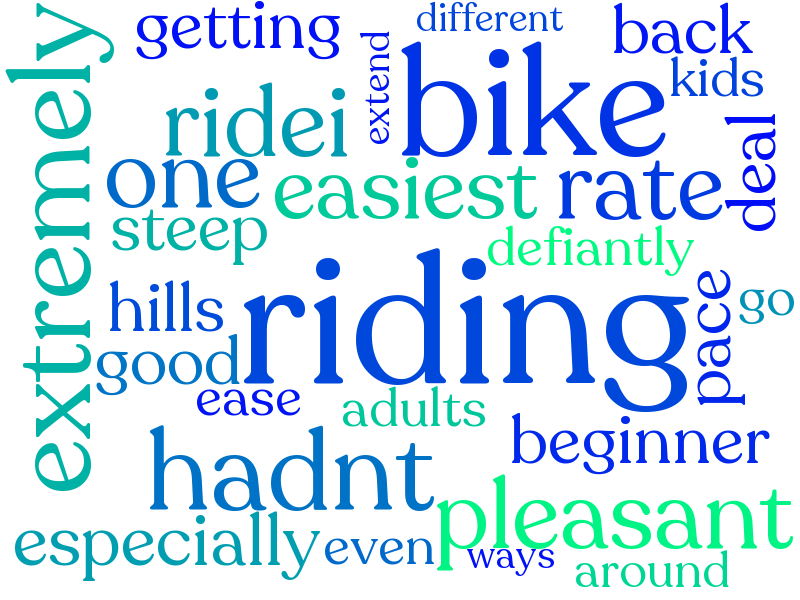 getting
different
back
extremely
extend
bike
kids
ridei
deal
one
easiest
rate
steep
defiantly
hills
riding
pace
go
good
ease
adults
hadnt
beginner
pleasant
especially
even
ways
around